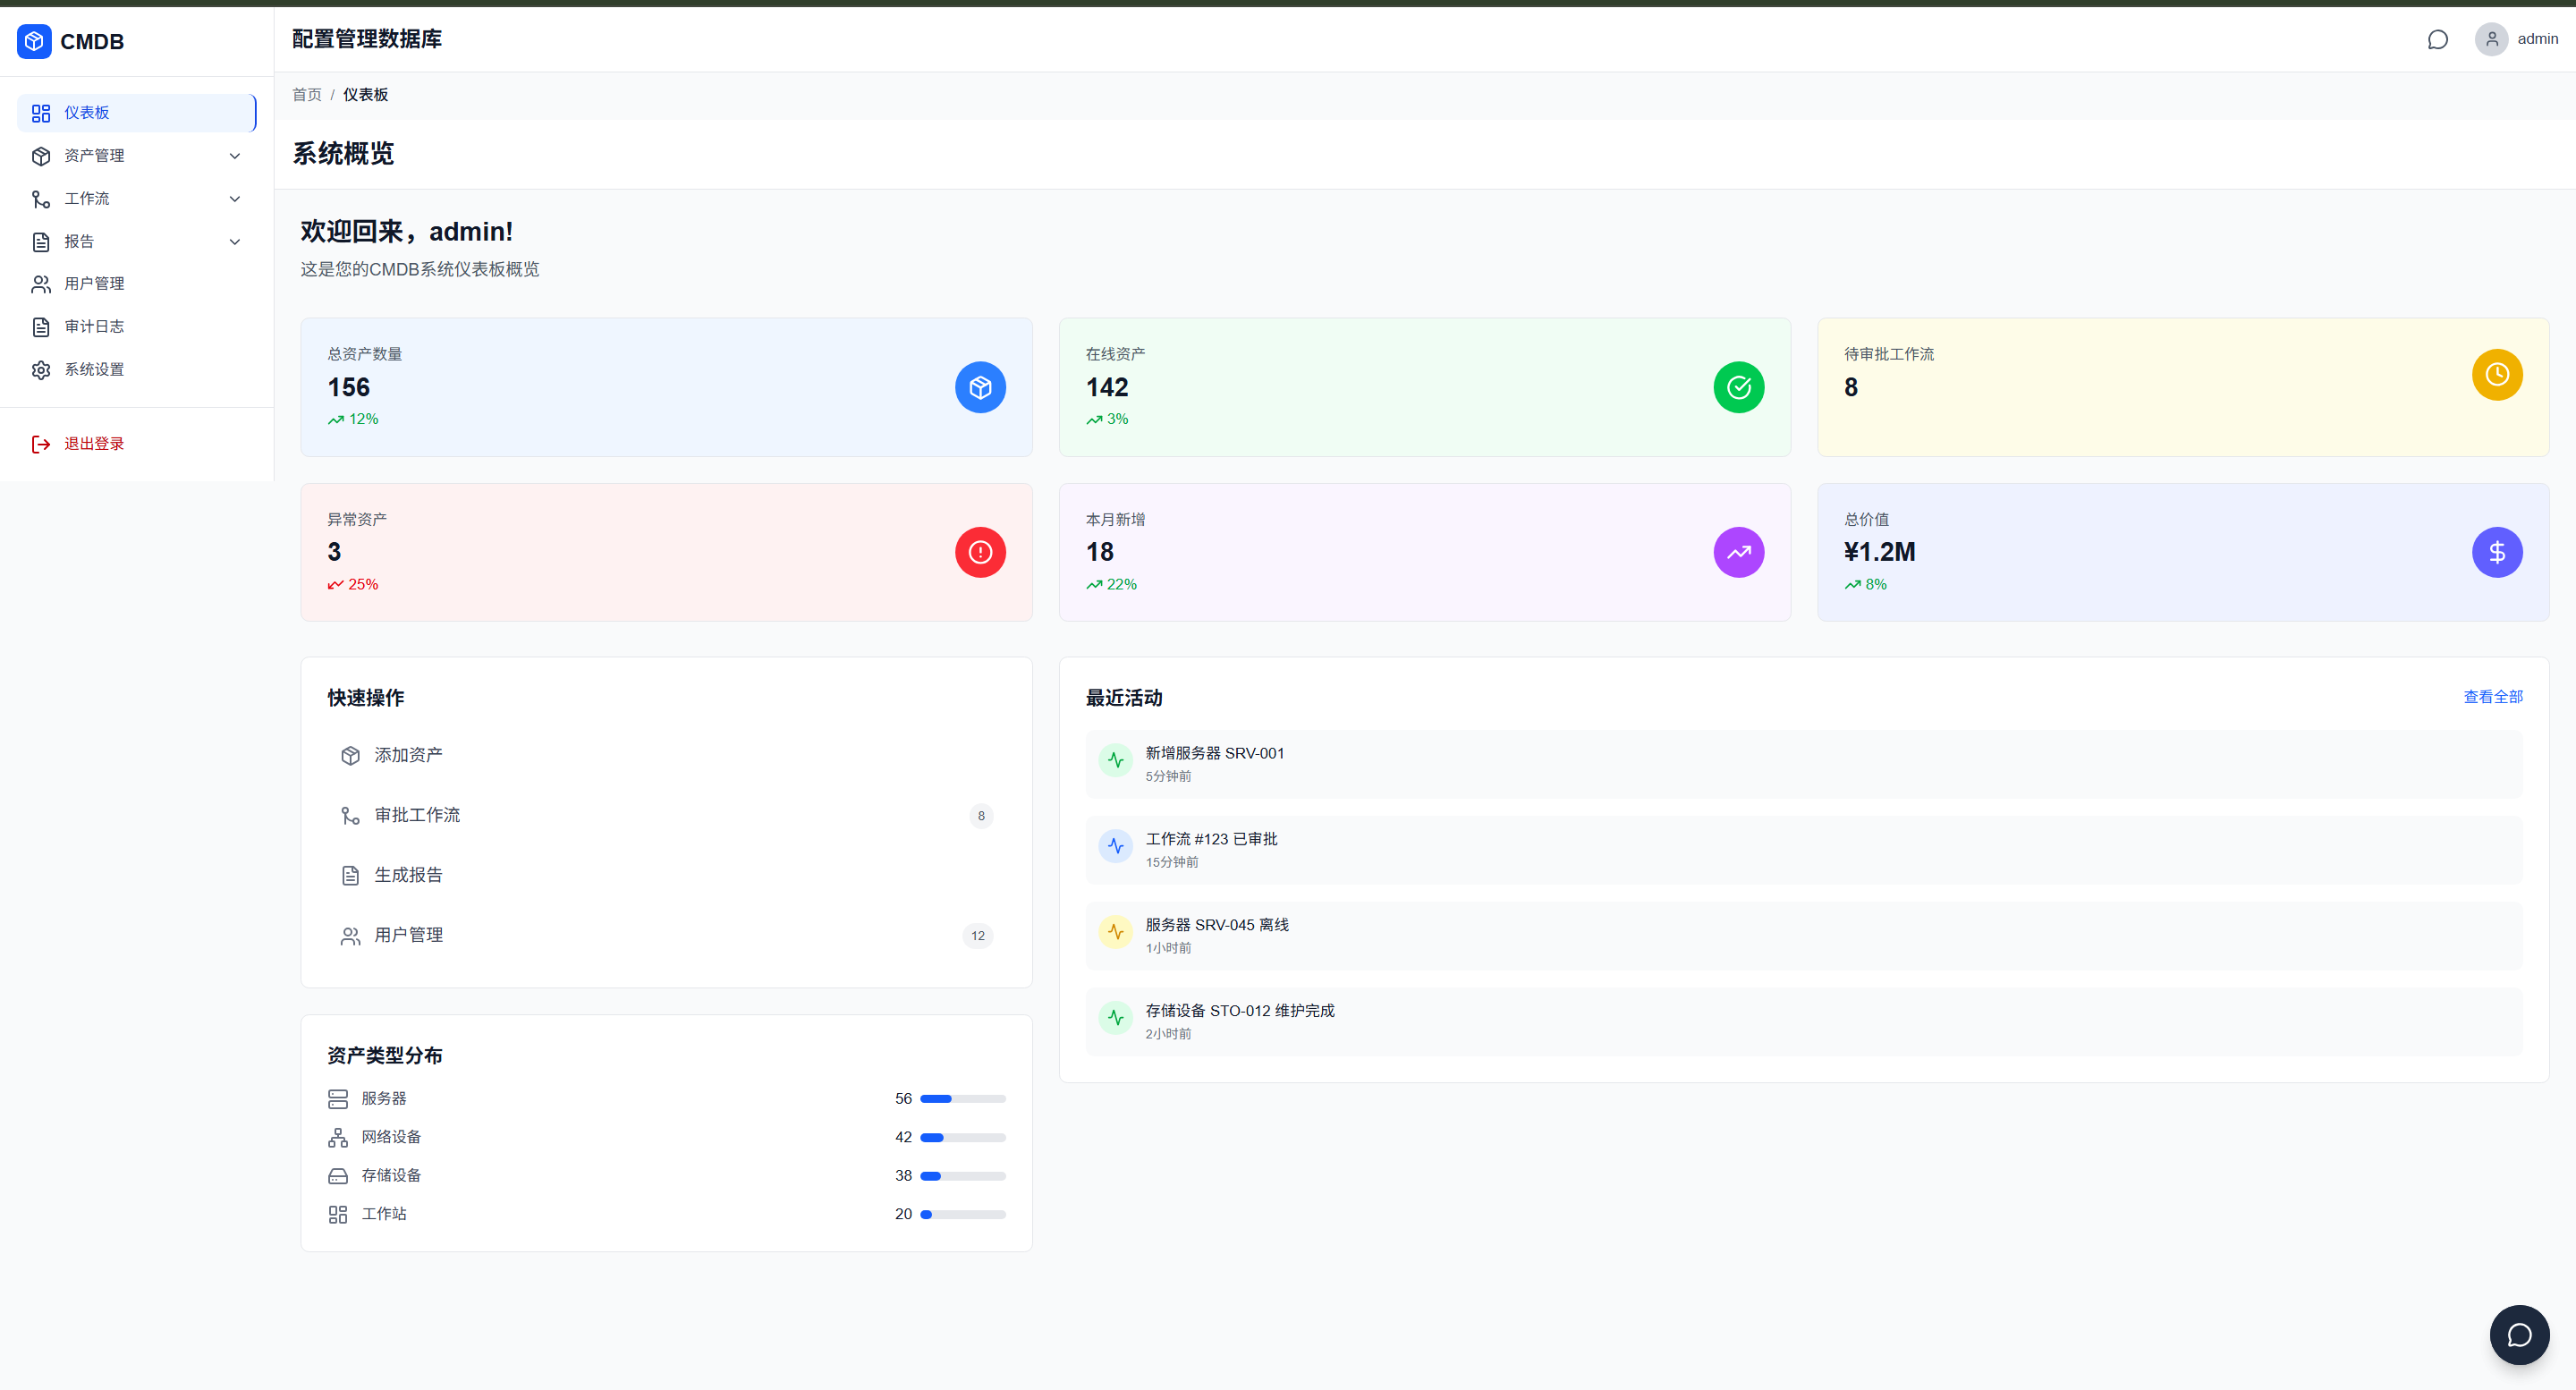 CMDB
仪表板
资产管理
工作流
报告
用户管理
审计日志
系统设置
退出登录
配置管理数据库
admin
首页 / 仪表板
系统概览
欢迎回来，admin!
这是您的CMDB系统仪表板概览
总资产数量
156
12%
在线资产
142
3%
待审批工作流
8
异常资产
3
25%
本月新增
18
22%
总价值
¥1.2M
8%
快速操作
添加资产
审批工作流 8
生成报告
用户管理 12
资产类型分布
服务器 56
网络设备 42
存储设备 38
工作站 20
最近活动
查看全部
新增服务器 SRV-001
5分钟前
工作流 #123 已审批
15分钟前
服务器 SRV-045 离线
1小时前
存储设备 STO-012 维护完成
2小时前